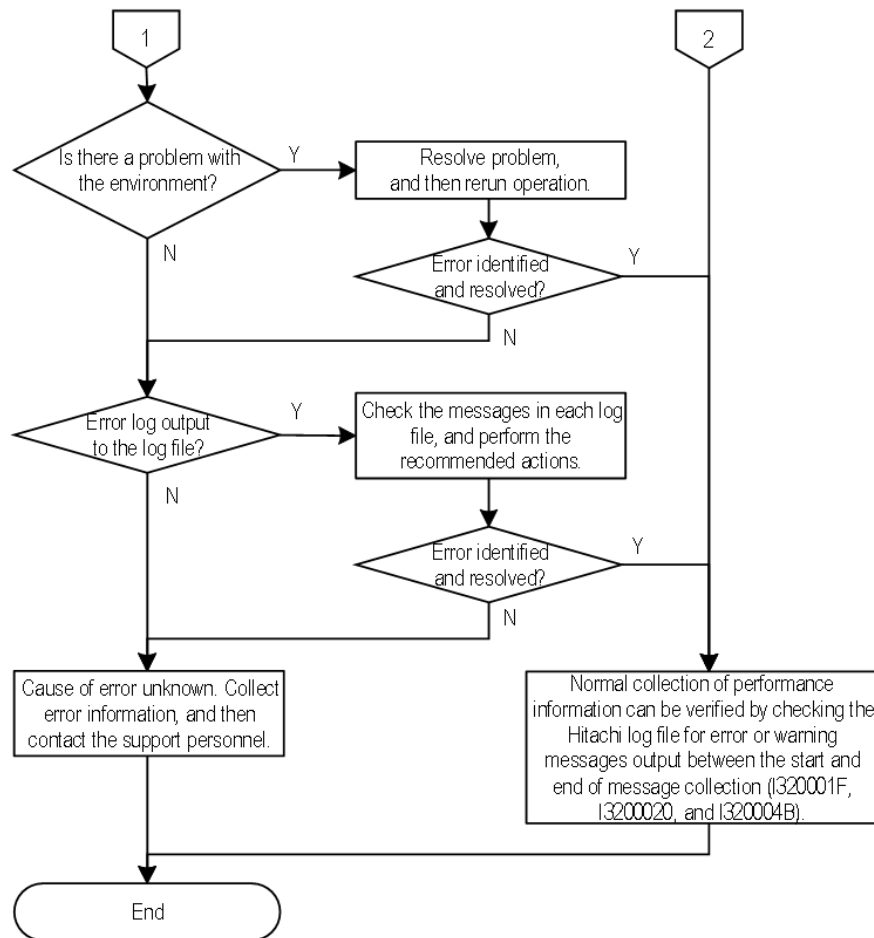 1
2
Is there a problem with
the environment?
Y
Resolve problem,
and then rerun operation.
N
Error identified
and resolved?
Y
N
Error log output
to the log file?
Y
Check the messages in each log
file, and perform the
recommended actions.
N
Error identified
and resolved?
Y
N
Cause of error unknown. Collect
error information, and then
contact the support personnel.
Normal collection of performance
information can be verified by checking the
Hitachi log file for error or warning
messages output between the start and
end of message collection (I320001F,
I3200020, and I320004B).
End